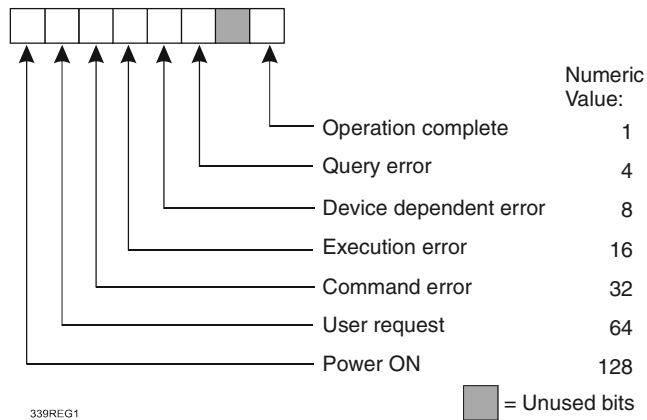 Numeric
Value:
Operation complete 1
Query error 4
Device dependent error 8
Execution error 16
Command error 32
User request 64
Power ON 128
339REG1
= Unused bits